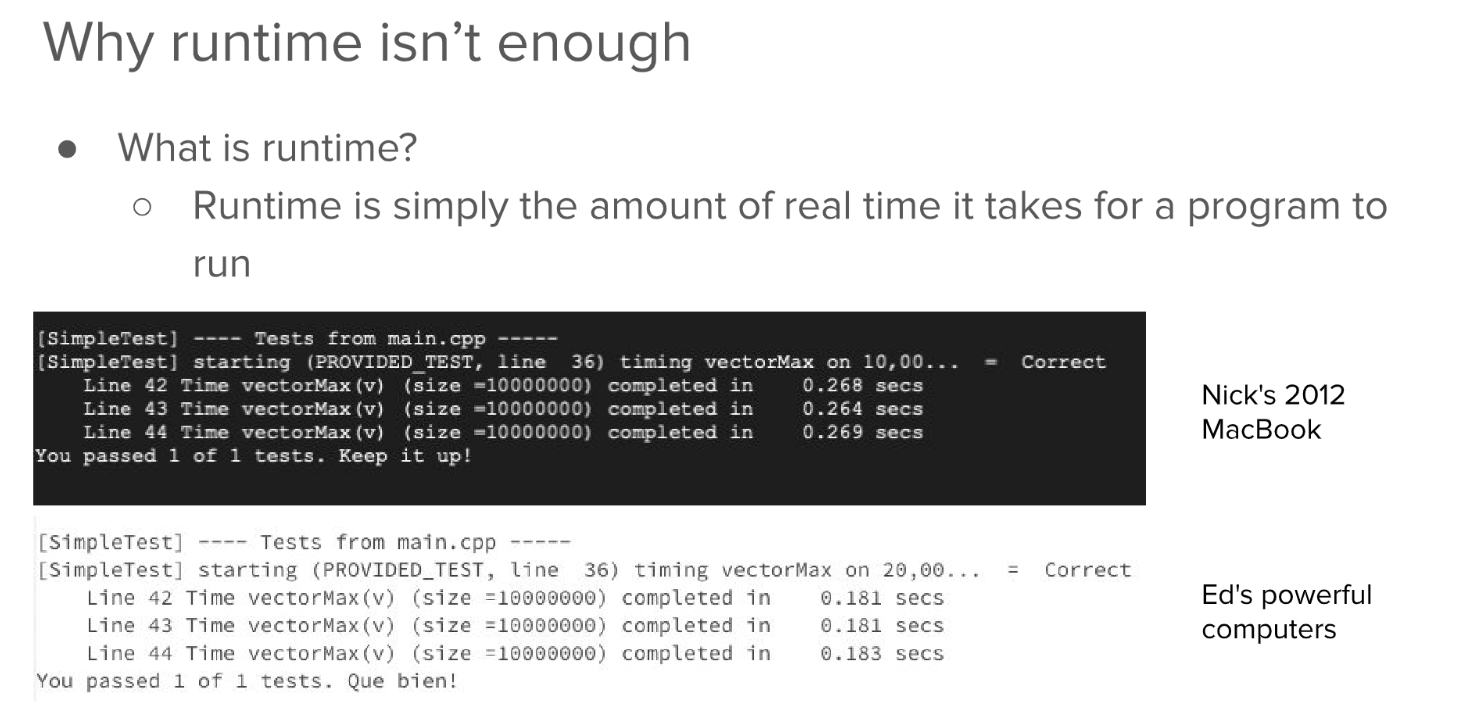 Why runtime isn’t enough
● What is runtime?
○ Runtime is simply the amount of real time it takes for a program to
run
[SimpleTest] ---- Tests from main.cpp -----
[SimpleTest] starting (PROVIDED_TEST, line  36) timing vectorMax on 10,00...  =  Correct
    Line 42 Time vectorMax(v) (size =10000000) completed in    0.268 secs
    Line 43 Time vectorMax(v) (size =10000000) completed in    0.264 secs
    Line 44 Time vectorMax(v) (size =10000000) completed in    0.269 secs
You passed 1 of 1 tests. Keep it up!
Nick's 2012
MacBook
[SimpleTest] ---- Tests from main.cpp -----
[SimpleTest] starting (PROVIDED_TEST, line  36) timing vectorMax on 20,00...  =  Correct
    Line 42 Time vectorMax(v) (size =10000000) completed in    0.181 secs
    Line 43 Time vectorMax(v) (size =10000000) completed in    0.181 secs
    Line 44 Time vectorMax(v) (size =10000000) completed in    0.183 secs
You passed 1 of 1 tests. Que bien!
Ed's powerful
computers